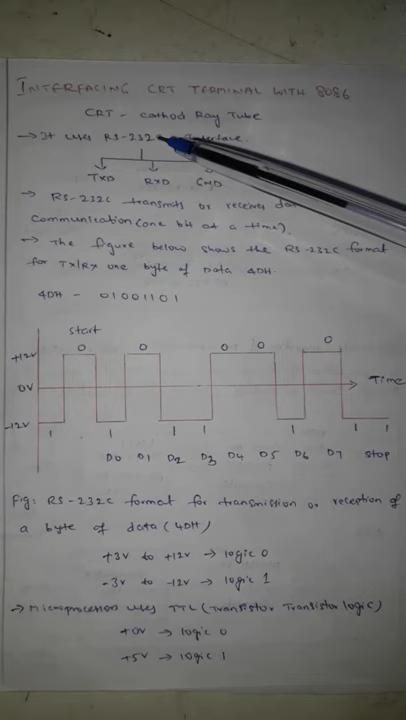 INTERFACING CRT TERMINAL WITH 8086
CRT - Cathod Ray Tube
→ It uses RS-232C Interface.
TXD RXD GND
→ RS-232C transmits or receives
Communication (one bit at a time).
→ The figure below shows the RS-232C format
for Tx/Rx one byte of Data 4DH.
4DH - 01001101
start
0 0 0 0 0
+12V
0V
Time
-12V
1 1 1 1 1 1 1
D0 D1 D2 D3 D4 D5 D6 D7 stop
Fig: RS-232C format for transmission or reception of
a byte of data (4DH)
+3V to +12V → logic 0
-3V to -12V → logic 1
→ Microprocessor uses TTL (Transistor Transistor logic)
+0V → logic 0
+5V → logic 1